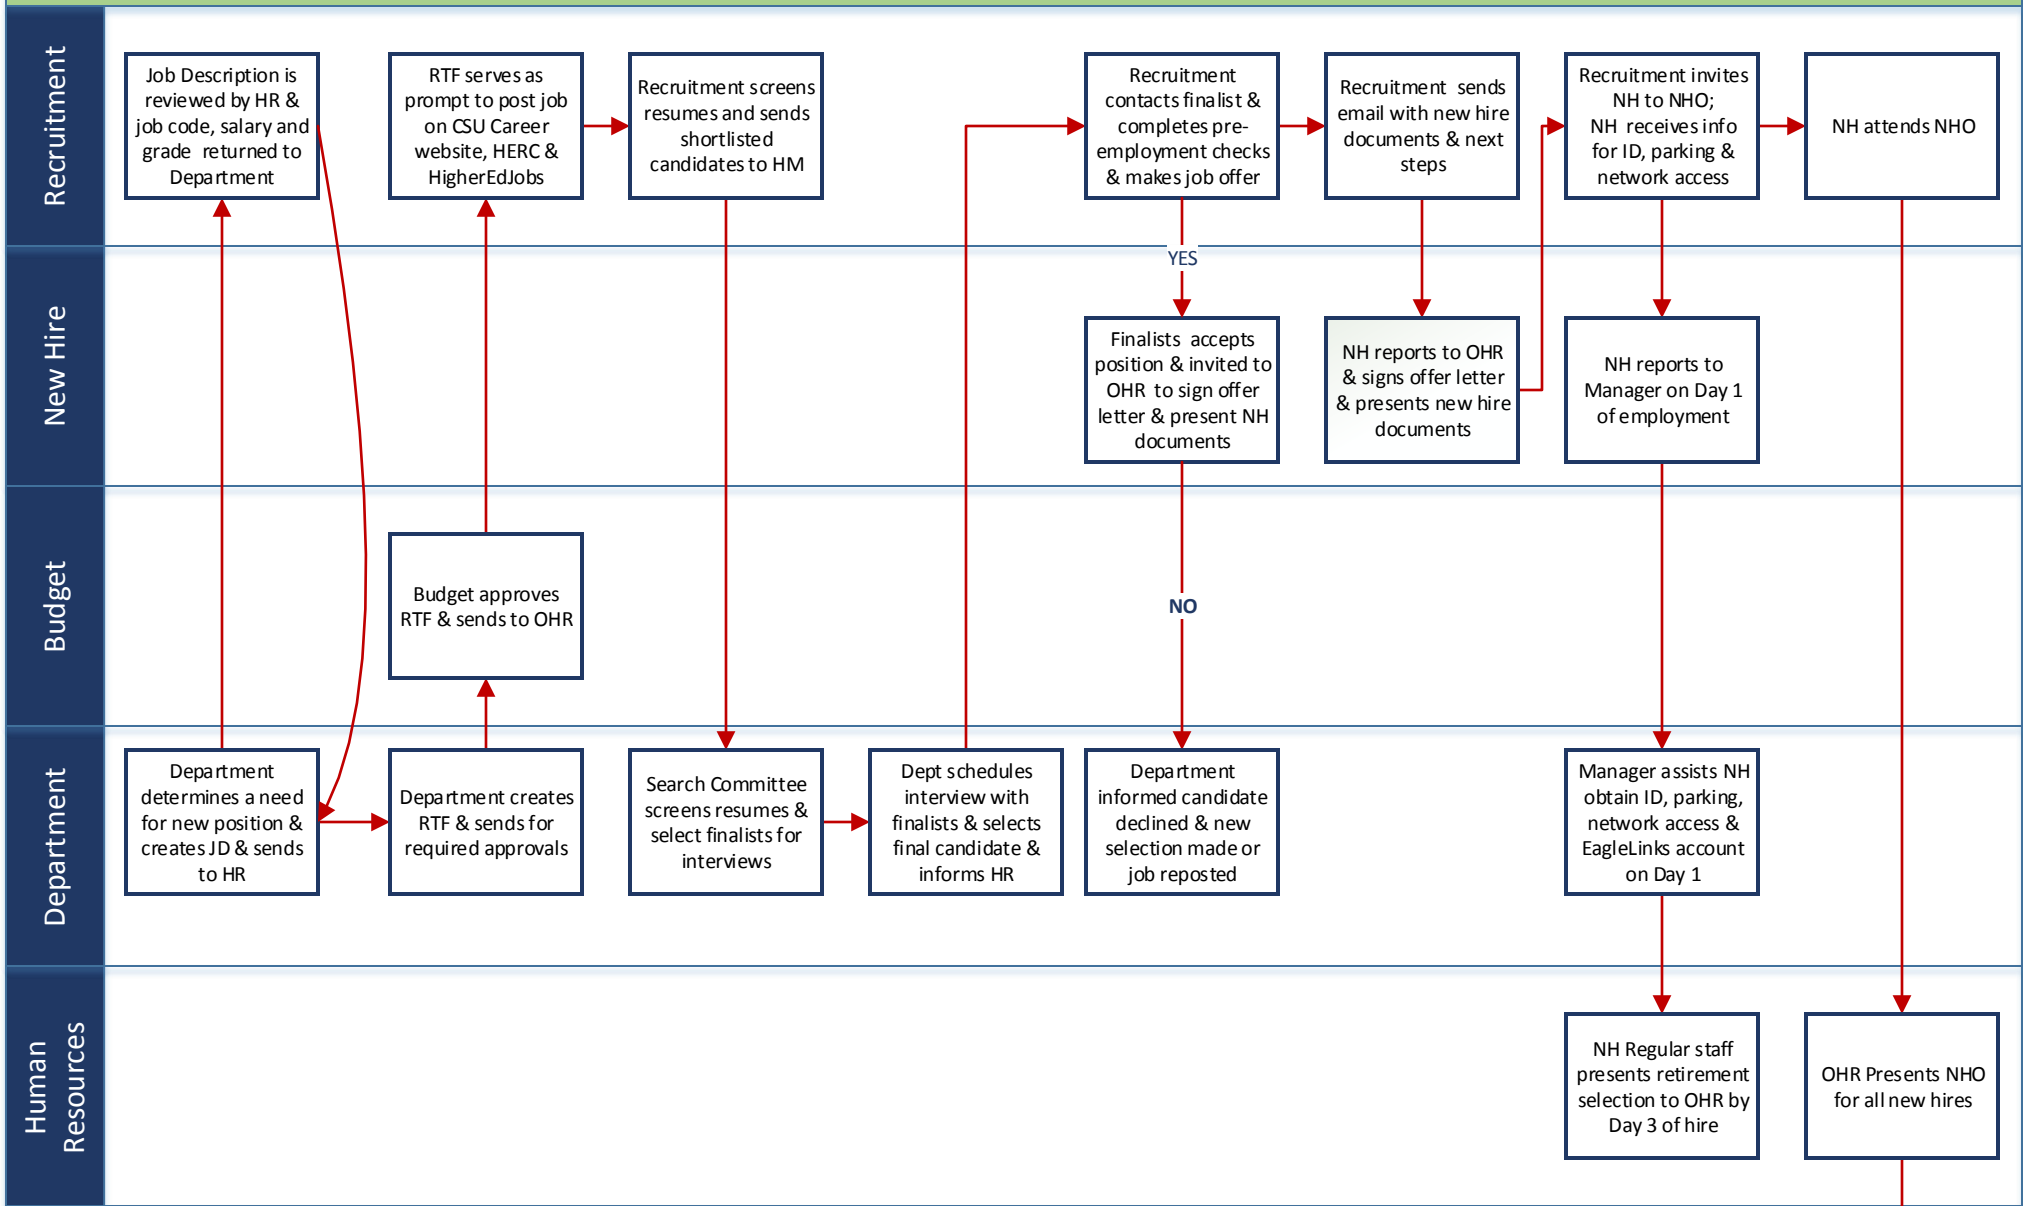 Recruitment
Job Description is
reviewed by HR &
job code, salary and
grade returned to
Department
RTF serves as
prompt to post job
on CSU Career
website, HERC &
HigherEdJobs
Recruitment screens
resumes and sends
shortlisted
candidates to HM
Recruitment
contacts finalist &
completes pre-
employment checks
& makes job offer
Recruitment sends
email with new hire
documents & next
steps
Recruitment invites
NH to NHO;
NH receives info
for ID, parking &
network access
NH attends NHO
YES
New Hire
Finalists accepts
position & invited to
OHR to sign offer
letter & present NH
documents
NH reports to OHR
& signs offer letter
& presents new hire
documents
NH reports to
Manager on Day 1
of employment
Budget
Budget approves
RTF & sends to OHR
NO
Department
Department
determines a need
for new position &
creates JD & sends
to HR
Department creates
RTF & sends for
required approvals
Search Committee
screens resumes &
select finalists for
interviews
Dept schedules
interview with
finalists & selects
final candidate &
informs HR
Department
informed candidate
declined & new
selection made or
job reposted
Manager assists NH
obtain ID, parking,
network access &
EagleLinks account
on Day 1
Human
Resources
NH Regular staff
presents retirement
selection to OHR by
Day 3 of hire
OHR Presents NHO
for all new hires